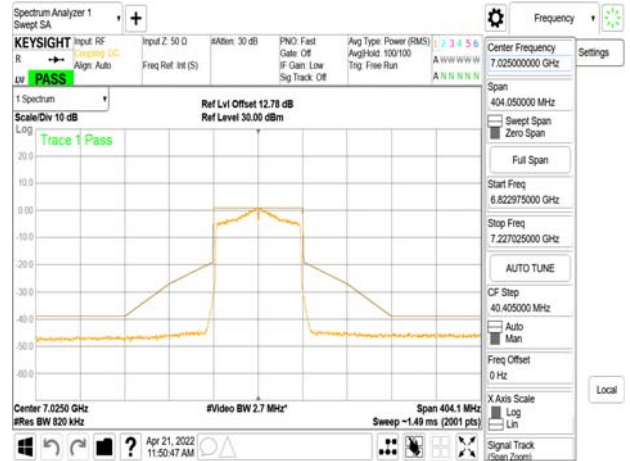 Spectrum Analyzer 1
Swept SA
+
Frequency
KEYSIGHT
Input: RF
Coupling: DC
Align: Auto
Input Z: 50 Ω
Freq Ref: Int (S)
#Atten: 30 dB
PNO: Fast
Gate: Off
IF Gain: Low
Sig Track: Off
Avg Type: Power (RMS)
Avg|Hold: 100/100
Trig: Free Run
1 2 3 4 5 6
A W W W W W
A N N N N N
R
LV PASS
1 Spectrum
Scale/Div 10 dB
Ref Lvl Offset 12.78 dB
Ref Level 30.00 dBm
Log
Trace 1 Pass
20.0
10.0
0.00
-10.0
-20.0
-30.0
-40.0
-50.0
-60.0
Center 7.0250 GHz
#Res BW 820 kHz
#Video BW 2.7 MHz*
Span 404.1 MHz
Sweep ~1.49 ms (2001 pts)
Apr 21, 2022
11:50:47 AM
Center Frequency
7.025000000 GHz
Span
404.050000 MHz
Swept Span
Zero Span
Full Span
Start Freq
6.822975000 GHz
Stop Freq
7.227025000 GHz
AUTO TUNE
CF Step
40.405000 MHz
Auto
Man
Freq Offset
0 Hz
X Axis Scale
Log
Lin
Signal Track
(Span Zoom)
Settings
Local